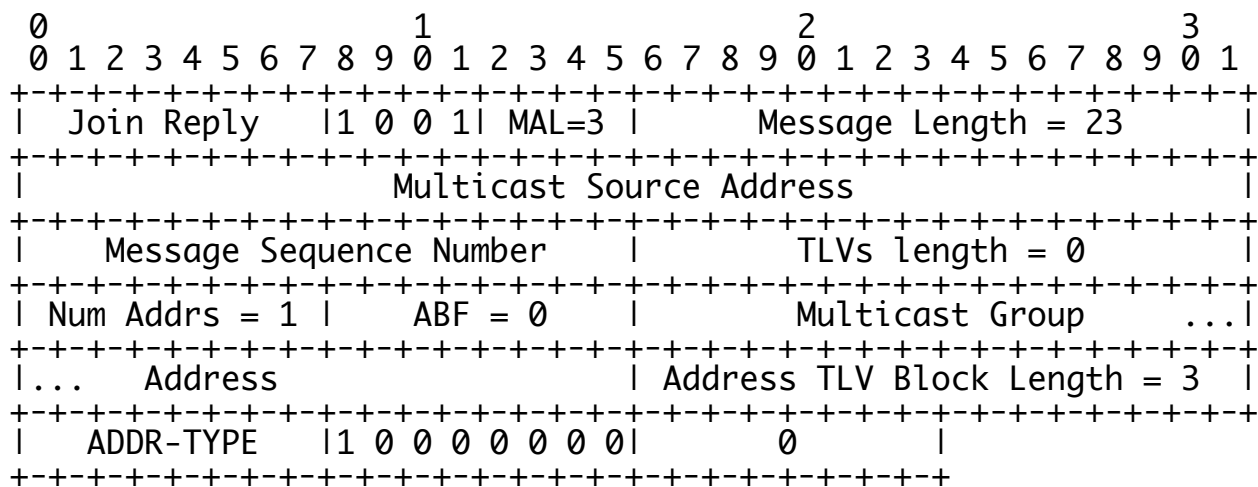 0                   1                   2                   3
 0 1 2 3 4 5 6 7 8 9 0 1 2 3 4 5 6 7 8 9 0 1 2 3 4 5 6 7 8 9 0 1
+-+-+-+-+-+-+-+-+-+-+-+-+-+-+-+-+-+-+-+-+-+-+-+-+-+-+-+-+-+-+-+-+
|  Join Reply   |1 0 0 1| MAL=3 |      Message Length = 23      |
+-+-+-+-+-+-+-+-+-+-+-+-+-+-+-+-+-+-+-+-+-+-+-+-+-+-+-+-+-+-+-+-+
|                   Multicast Source Address                    |
+-+-+-+-+-+-+-+-+-+-+-+-+-+-+-+-+-+-+-+-+-+-+-+-+-+-+-+-+-+-+-+-+
|    Message Sequence Number    |        TLVs length = 0        |
+-+-+-+-+-+-+-+-+-+-+-+-+-+-+-+-+-+-+-+-+-+-+-+-+-+-+-+-+-+-+-+-+
| Num Addrs = 1 |    ABF = 0    |        Multicast Group     ...|
+-+-+-+-+-+-+-+-+-+-+-+-+-+-+-+-+-+-+-+-+-+-+-+-+-+-+-+-+-+-+-+-+
|...   Address                  | Address TLV Block Length = 3  |
+-+-+-+-+-+-+-+-+-+-+-+-+-+-+-+-+-+-+-+-+-+-+-+-+-+-+-+-+-+-+-+-+
|   ADDR-TYPE   |1 0 0 0 0 0 0 0|       0       |
+-+-+-+-+-+-+-+-+-+-+-+-+-+-+-+-+-+-+-+-+-+-+-+-+